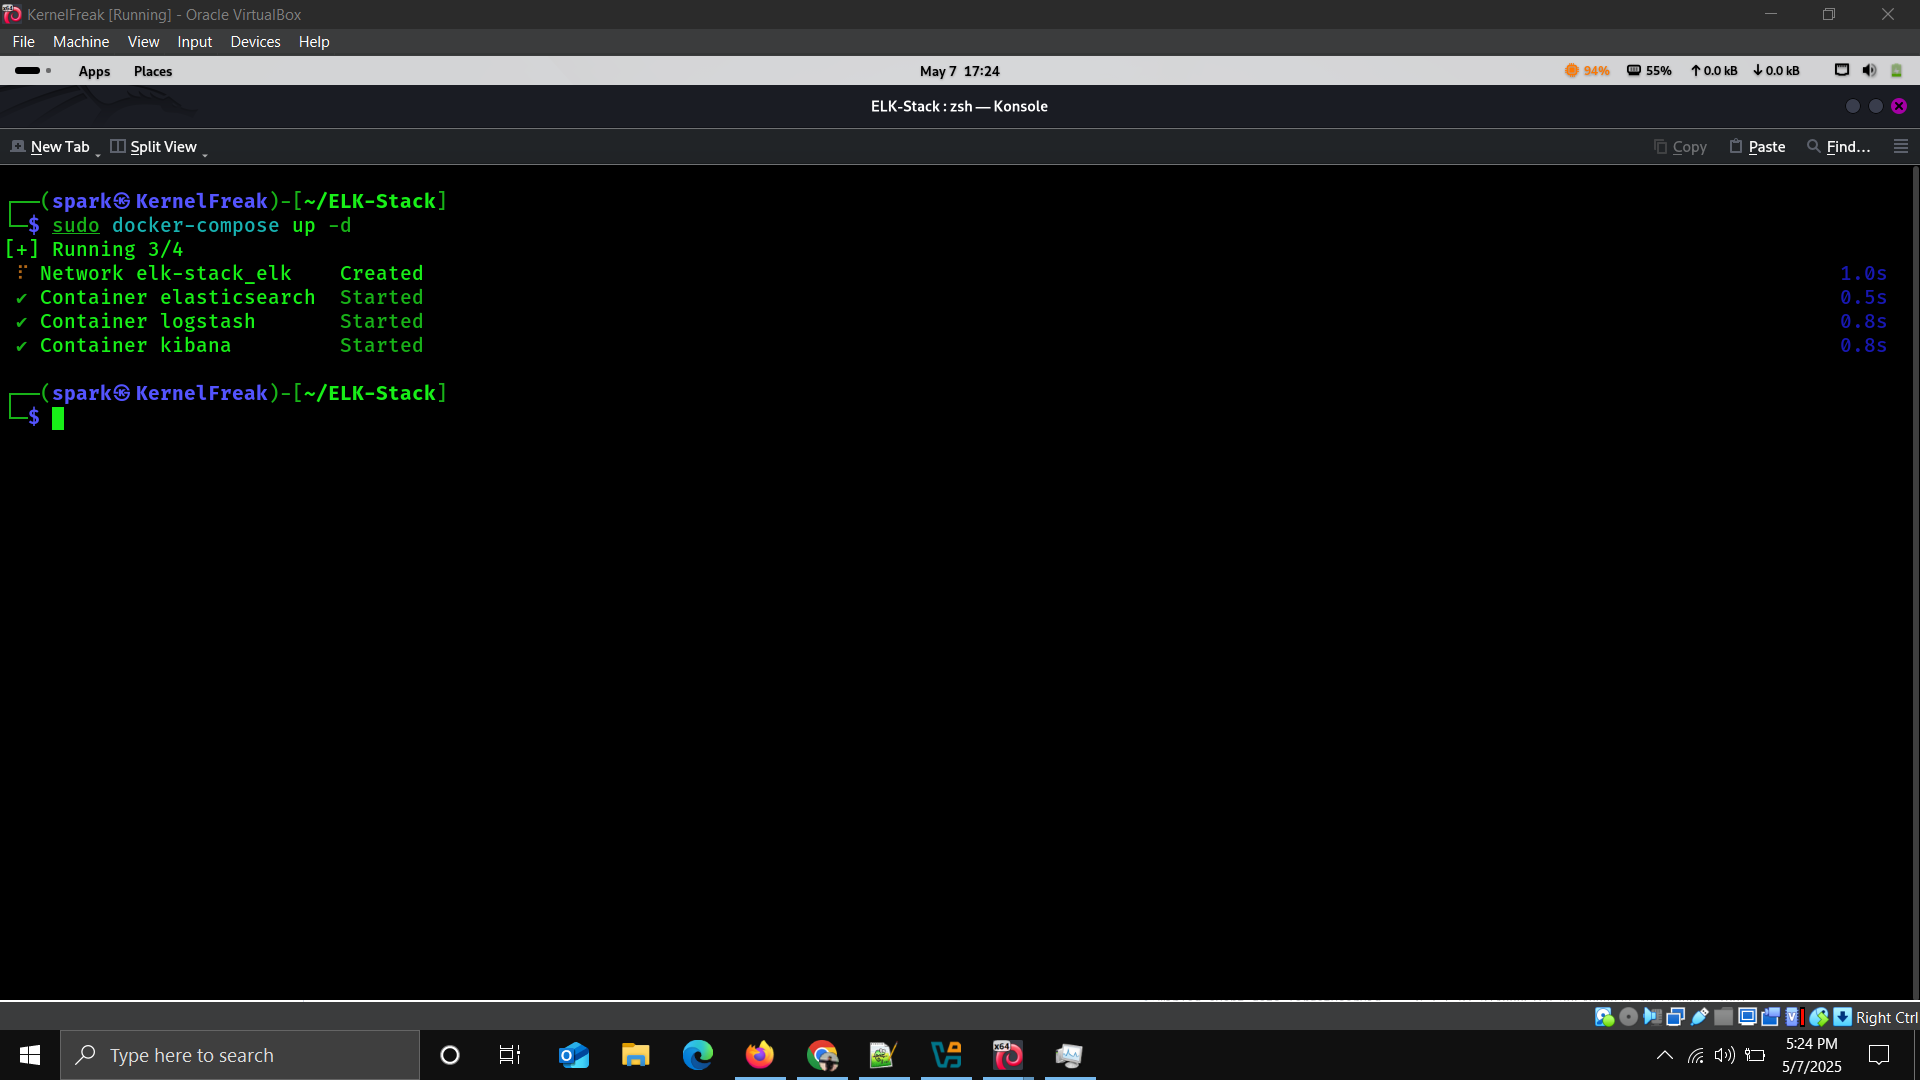 KernelFreak [Running] - Oracle VirtualBox
File Machine View Input Devices Help
Apps Places May 7 17:24 94% 55% ↑0.0 kB ↓0.0 kB
ELK-Stack : zsh — Konsole
New Tab Split View Copy Paste Find...
┌──(spark㉿KernelFreak)-[~/ELK-Stack]
└─$ sudo docker-compose up -d
[+] Running 3/4
⠏ Network elk-stack_elk Created 1.0s
✔ Container elasticsearch Started 0.5s
✔ Container logstash Started 0.8s
✔ Container kibana Started 0.8s
┌──(spark㉿KernelFreak)-[~/ELK-Stack]
└─$
Right Ctrl
Type here to search
5:24 PM
5/7/2025